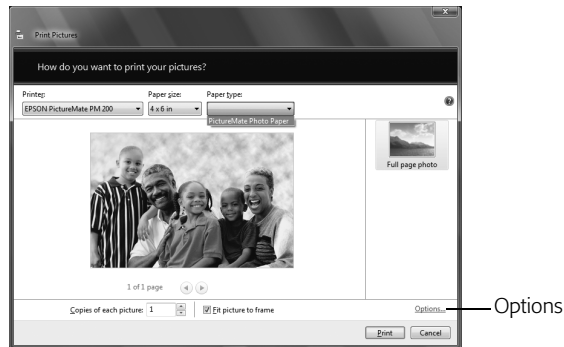 Print Pictures
How do you want to print your pictures?
Printer: Paper size: Paper type:
EPSON PictureMate PM 200 4 x 6 in
PictureMate Photo Paper
Full page photo
1 of 1 page
Copies of each picture: 1 Fit picture to frame Options...
Options
Print Cancel